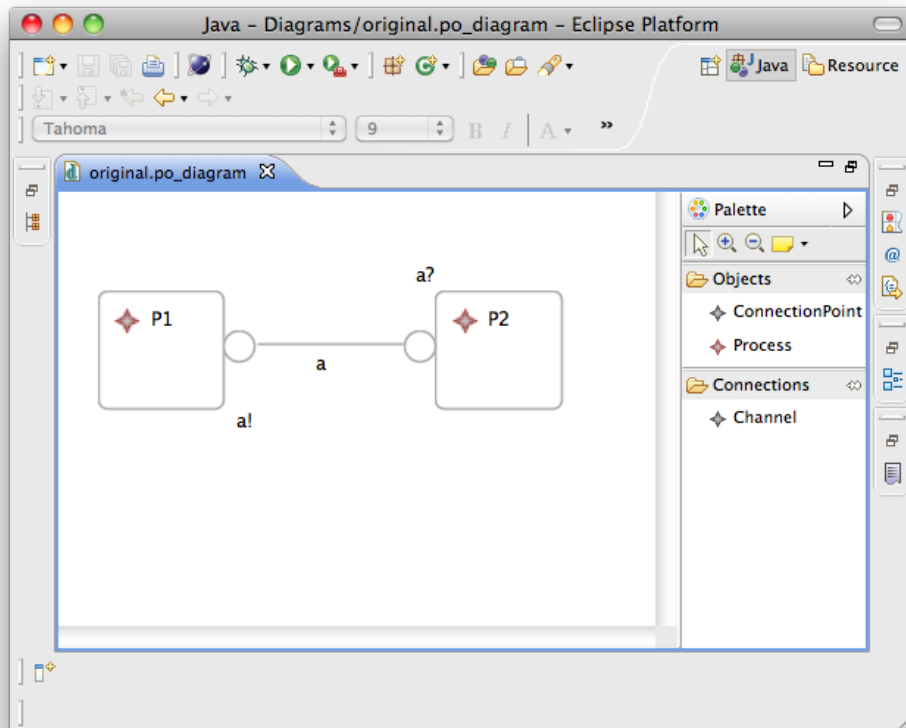 Java – Diagrams/original.po_diagram – Eclipse Platform
Java
Resource
Tahoma
9
B
I
A
»
original.po_diagram
Palette
Objects
ConnectionPoint
Process
Connections
Channel
a?
P1
P2
a
a!